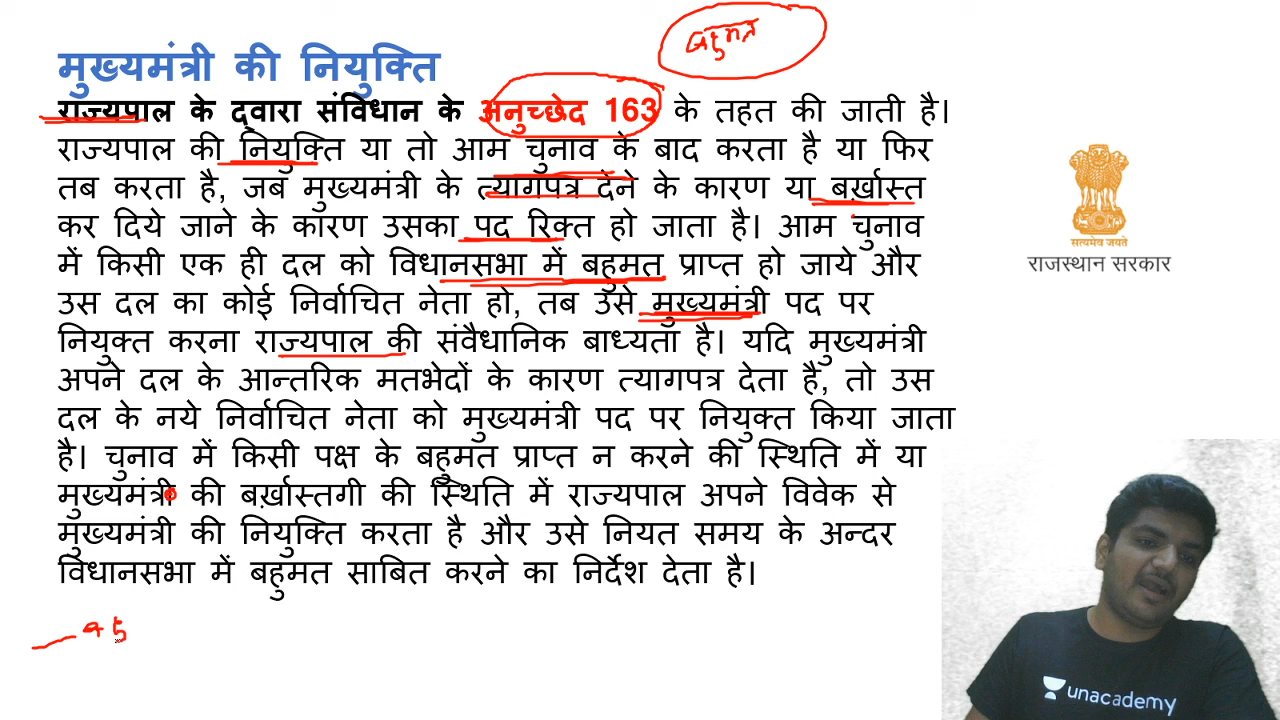 बहुमत
मुख्यमंत्री की नियुक्ति
राज्यपाल के द्वारा संविधान के अनुच्छेद 163 के तहत की जाती है।
राज्यपाल की नियुक्ति या तो आम चुनाव के बाद करता है या फिर
तब करता है, जब मुख्यमंत्री के त्यागपत्र देने के कारण या बर्ख़ास्त
कर दिये जाने के कारण उसका पद रिक्त हो जाता है। आम चुनाव
में किसी एक ही दल को विधानसभा में बहुमत प्राप्त हो जाये और
उस दल का कोई निर्वाचित नेता हो, तब उसे मुख्यमंत्री पद पर
नियुक्त करना राज्यपाल की संवैधानिक बाध्यता है। यदि मुख्यमंत्री
अपने दल के आन्तरिक मतभेदों के कारण त्यागपत्र देता है, तो उस
दल के नये निर्वाचित नेता को मुख्यमंत्री पद पर नियुक्त किया जाता
है। चुनाव में किसी पक्ष के बहुमत प्राप्त न करने की स्थिति में या
मुख्यमंत्री की बर्ख़ास्तगी की स्थिति में राज्यपाल अपने विवेक से
मुख्यमंत्री की नियुक्ति करता है और उसे नियत समय के अन्दर
विधानसभा में बहुमत साबित करने का निर्देश देता है।
सत्यमेव जयते
राजस्थान सरकार
unacademy